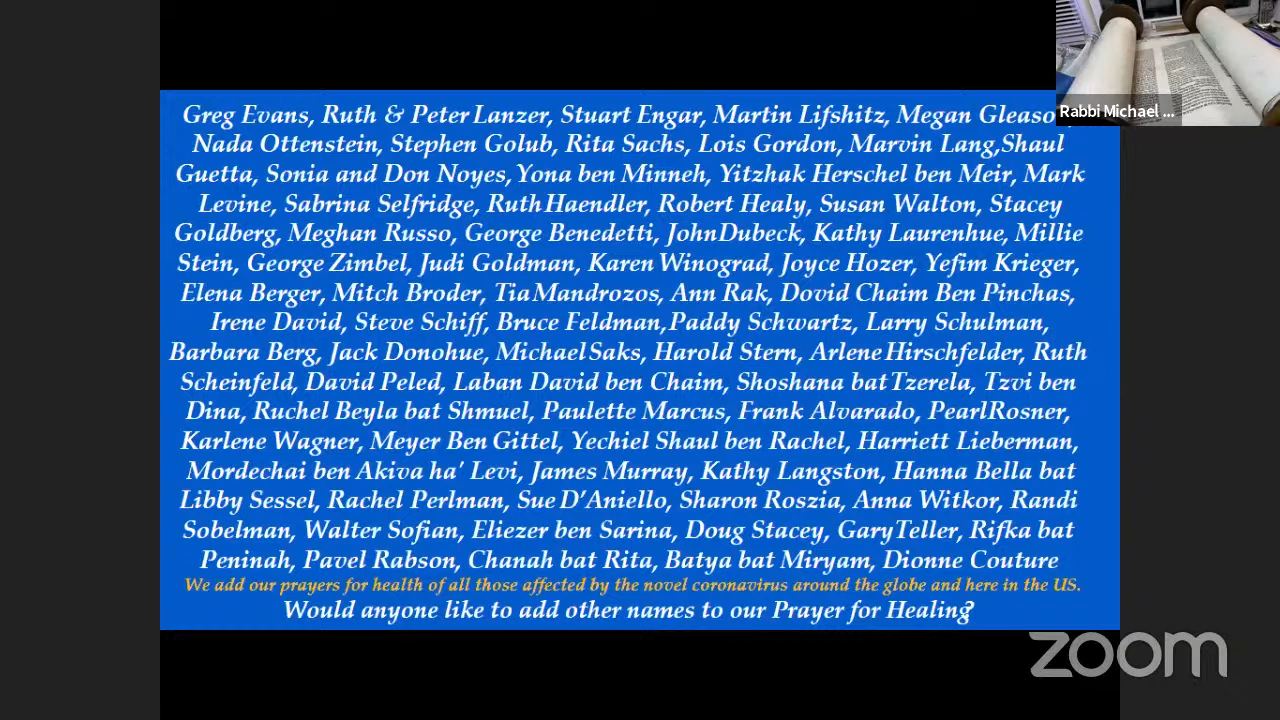 Greg Evans, Ruth & Peter Lanzer, Stuart Engar, Martin Lifshitz, Megan Gleaso
Nada Ottenstein, Stephen Golub, Rita Sachs, Lois Gordon, Marvin Lang,Shaul
Guetta, Sonia and Don Noyes, Yona ben Minneh, Yitzhak Herschel ben Meir, Mark
Levine, Sabrina Selfridge, Ruth Haendler, Robert Healy, Susan Walton, Stacey
Goldberg, Meghan Russo, George Benedetti, John Dubeck, Kathy Laurenhue, Millie
Stein, George Zimbel, Judi Goldman, Karen Winograd, Joyce Hozer, Yefim Krieger,
Elena Berger, Mitch Broder, Tia Mandrozos, Ann Rak, Dovid Chaim Ben Pinchas,
Irene David, Steve Schiff, Bruce Feldman, Paddy Schwartz, Larry Schulman,
Barbara Berg, Jack Donohue, Michael Saks, Harold Stern, Arlene Hirschfelder, Ruth
Scheinfeld, David Peled, Laban David ben Chaim, Shoshana bat Tzerela, Tzvi ben
Dina, Ruchel Beyla bat Shmuel, Paulette Marcus, Frank Alvarado, Pearl Rosner,
Karlene Wagner, Meyer Ben Gittel, Yechiel Shaul ben Rachel, Harriett Lieberman,
Mordechai ben Akiva ha' Levi, James Murray, Kathy Langston, Hanna Bella bat
Libby Sessel, Rachel Perlman, Sue D'Aniello, Sharon Roszia, Anna Witkor, Randi
Sobelman, Walter Sofian, Eliezer ben Sarina, Doug Stacey, Gary Teller, Rifka bat
Peninah, Pavel Rabson, Chanah bat Rita, Batya bat Miryam, Dionne Couture
We add our prayers for health of all those affected by the novel coronavirus around the globe and here in the US.
Would anyone like to add other names to our Prayer for Healing?
Rabbi Michael ...
zoom